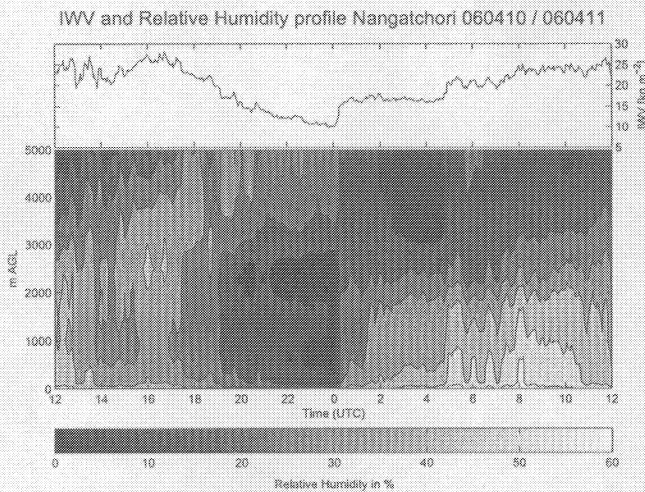 IWV and Relative Humidity profile Nangatchori 060410 / 060411
30
25
20
15
10
5
IWV [kg m-2]
5000
4000
3000
2000
1000
0
m AGL
12 14 16 18 20 22 0 2 4 6 8 10 12
Time (UTC)
0 10 20 30 40 50 60
Relative Humidity in %